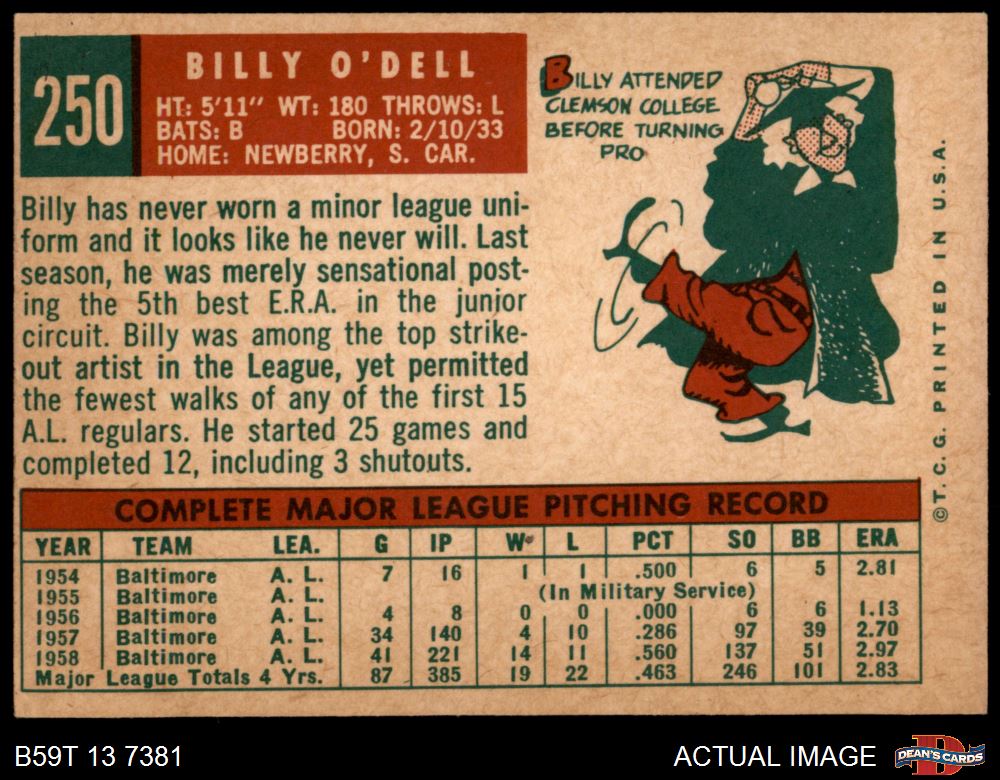 250
BILLY O'DELL
HT: 5'11" WT: 180 THROWS: L
BATS: B BORN: 2/10/33
HOME: NEWBERRY, S. CAR.
BILLY ATTENDED
CLEMSON COLLEGE
BEFORE TURNING
PRO
Billy has never worn a minor league uni-
form and it looks like he never will. Last
season, he was merely sensational post-
ing the 5th best E.R.A. in the junior
circuit. Billy was among the top strike-
out artist in the League, yet permitted
the fewest walks of any of the first 15
A.L. regulars. He started 25 games and
completed 12, including 3 shutouts.
©T. C. G. PRINTED IN U.S.A.
COMPLETE MAJOR LEAGUE PITCHING RECORD
YEAR TEAM LEA. G IP W L PCT SO BB ERA
1954 Baltimore A. L. 7 16 1 1 .500 6 5 2.81
1955 Baltimore A. L. (In Military Service)
1956 Baltimore A. L. 4 8 0 0 .000 6 6 1.13
1957 Baltimore A. L. 34 140 4 10 .286 97 39 2.70
1958 Baltimore A. L. 41 221 14 11 .560 137 51 2.97
Major League Totals 4 Yrs. 87 385 19 22 .463 246 101 2.83
B59T 13 7381
ACTUAL IMAGE
D
DEAN'S CARDS